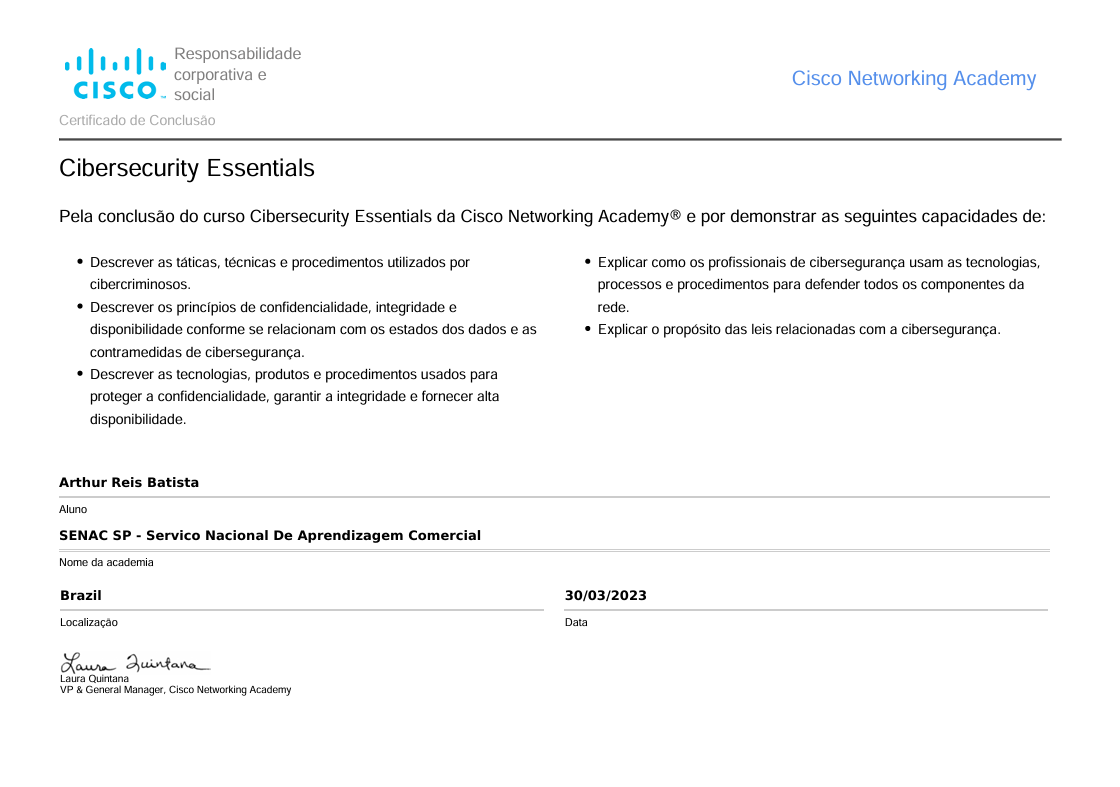 CISCO™
Responsabilidade
corporativa e
social
Cisco Networking Academy
Certificado de Conclusão
Cibersecurity Essentials
Pela conclusão do curso Cibersecurity Essentials da Cisco Networking Academy® e por demonstrar as seguintes capacidades de:
• Descrever as táticas, técnicas e procedimentos utilizados por
cibercriminosos.
• Descrever os princípios de confidencialidade, integridade e
disponibilidade conforme se relacionam com os estados dos dados e as
contramedidas de cibersegurança.
• Descrever as tecnologias, produtos e procedimentos usados para
proteger a confidencialidade, garantir a integridade e fornecer alta
disponibilidade.
• Explicar como os profissionais de cibersegurança usam as tecnologias,
processos e procedimentos para defender todos os componentes da
rede.
• Explicar o propósito das leis relacionadas com a cibersegurança.
Arthur Reis Batista
Aluno
SENAC SP - Servico Nacional De Aprendizagem Comercial
Nome da academia
Brazil
Localização
30/03/2023
Data
Laura Quintana
Laura Quintana
VP & General Manager, Cisco Networking Academy